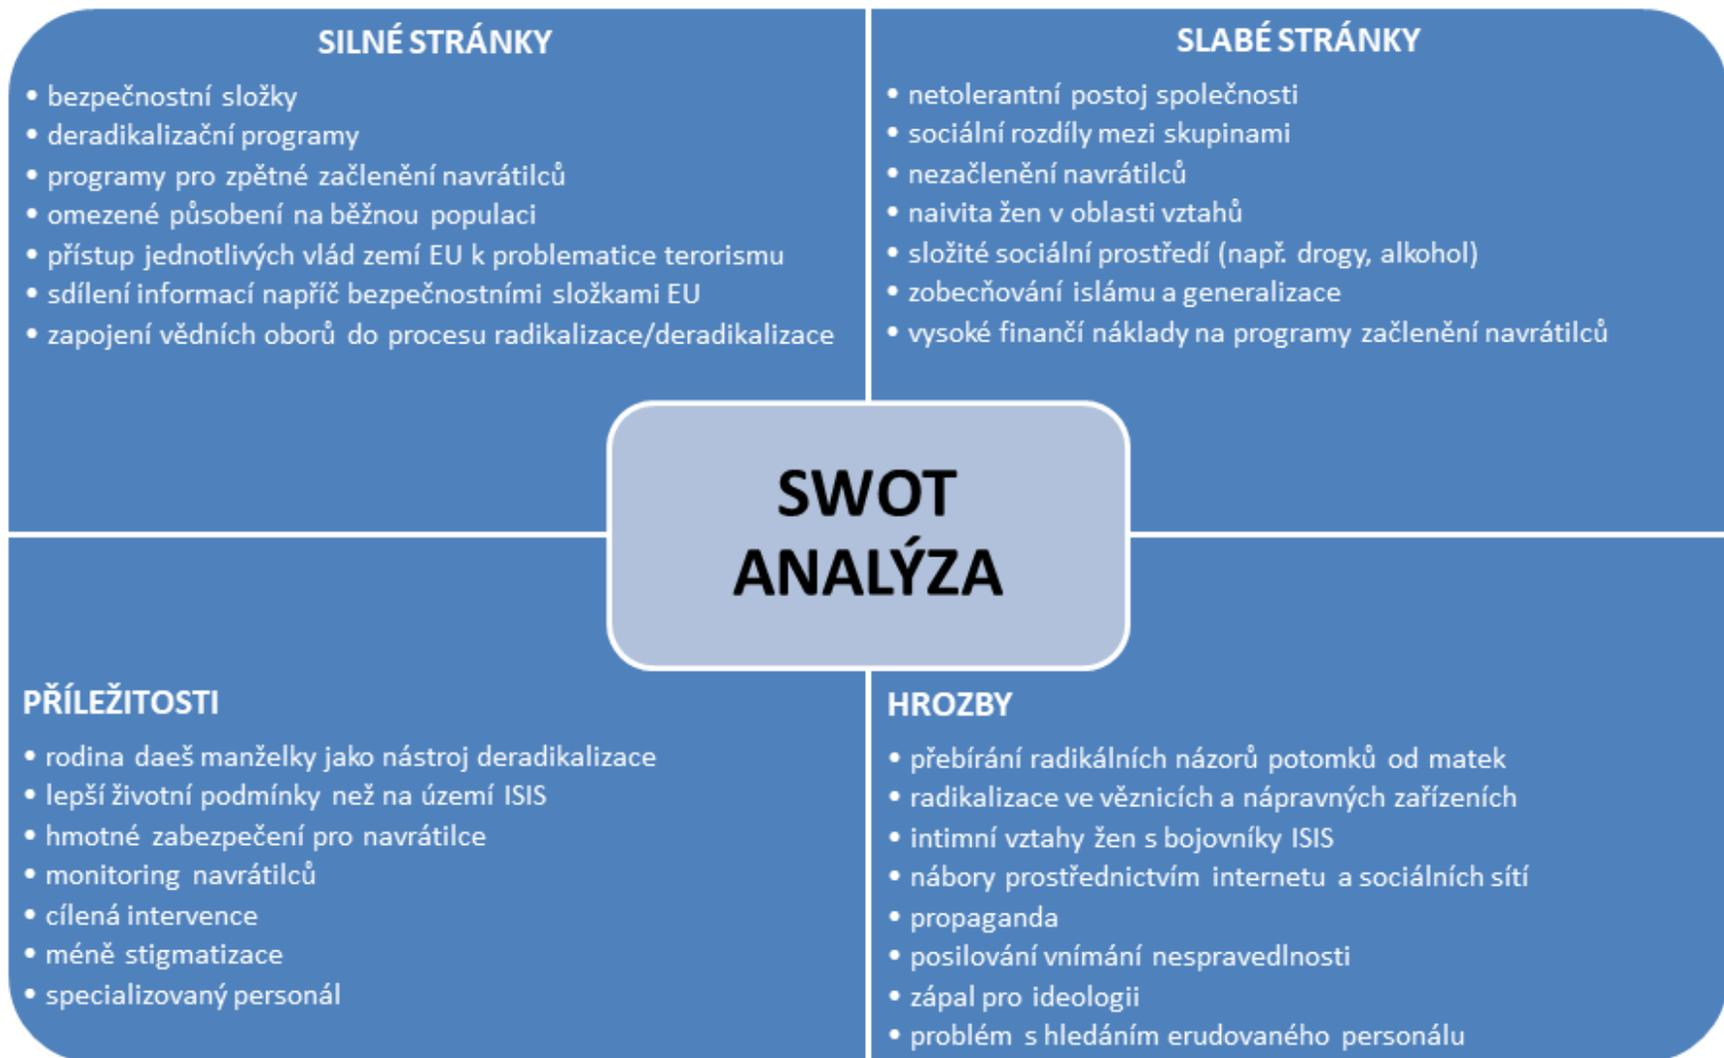 SILNÉ STRÁNKY
• bezpečnostní složky
• deradikalizační programy
• programy pro zpětné začlenění navrátilců
• omezené působení na běžnou populaci
• přístup jednotlivých vlád zemí EU k problematice terorismu
• sdílení informací napříč bezpečnostními složkami EU
• zapojení vědních oborů do procesu radikalizace/deradikalizace
SLABÉ STRÁNKY
• netolerantní postoj společnosti
• sociální rozdíly mezi skupinami
• nezačlenění navrátilců
• naivita žen v oblasti vztahů
• složité sociální prostředí (např. drogy, alkohol)
• zobecňování islámu a generalizace
• vysoké finančí náklady na programy začlenění navrátilců
SWOT
ANALÝZA
PŘÍLEŽITOSTI
• rodina daeš manželky jako nástroj deradikalizace
• lepší životní podmínky než na území ISIS
• hmotné zabezpečení pro navrátilce
• monitoring navrátilců
• cílená intervence
• méně stigmatizace
• specializovaný personál
HROZBY
• přebírání radikálních názorů potomků od matek
• radikalizace ve věznicích a nápravných zařízeních
• intimní vztahy žen s bojovníky ISIS
• nábory prostřednictvím internetu a sociálních sítí
• propaganda
• posilování vnímání nespravedlnosti
• zápal pro ideologii
• problém s hledáním erudovaného personálu